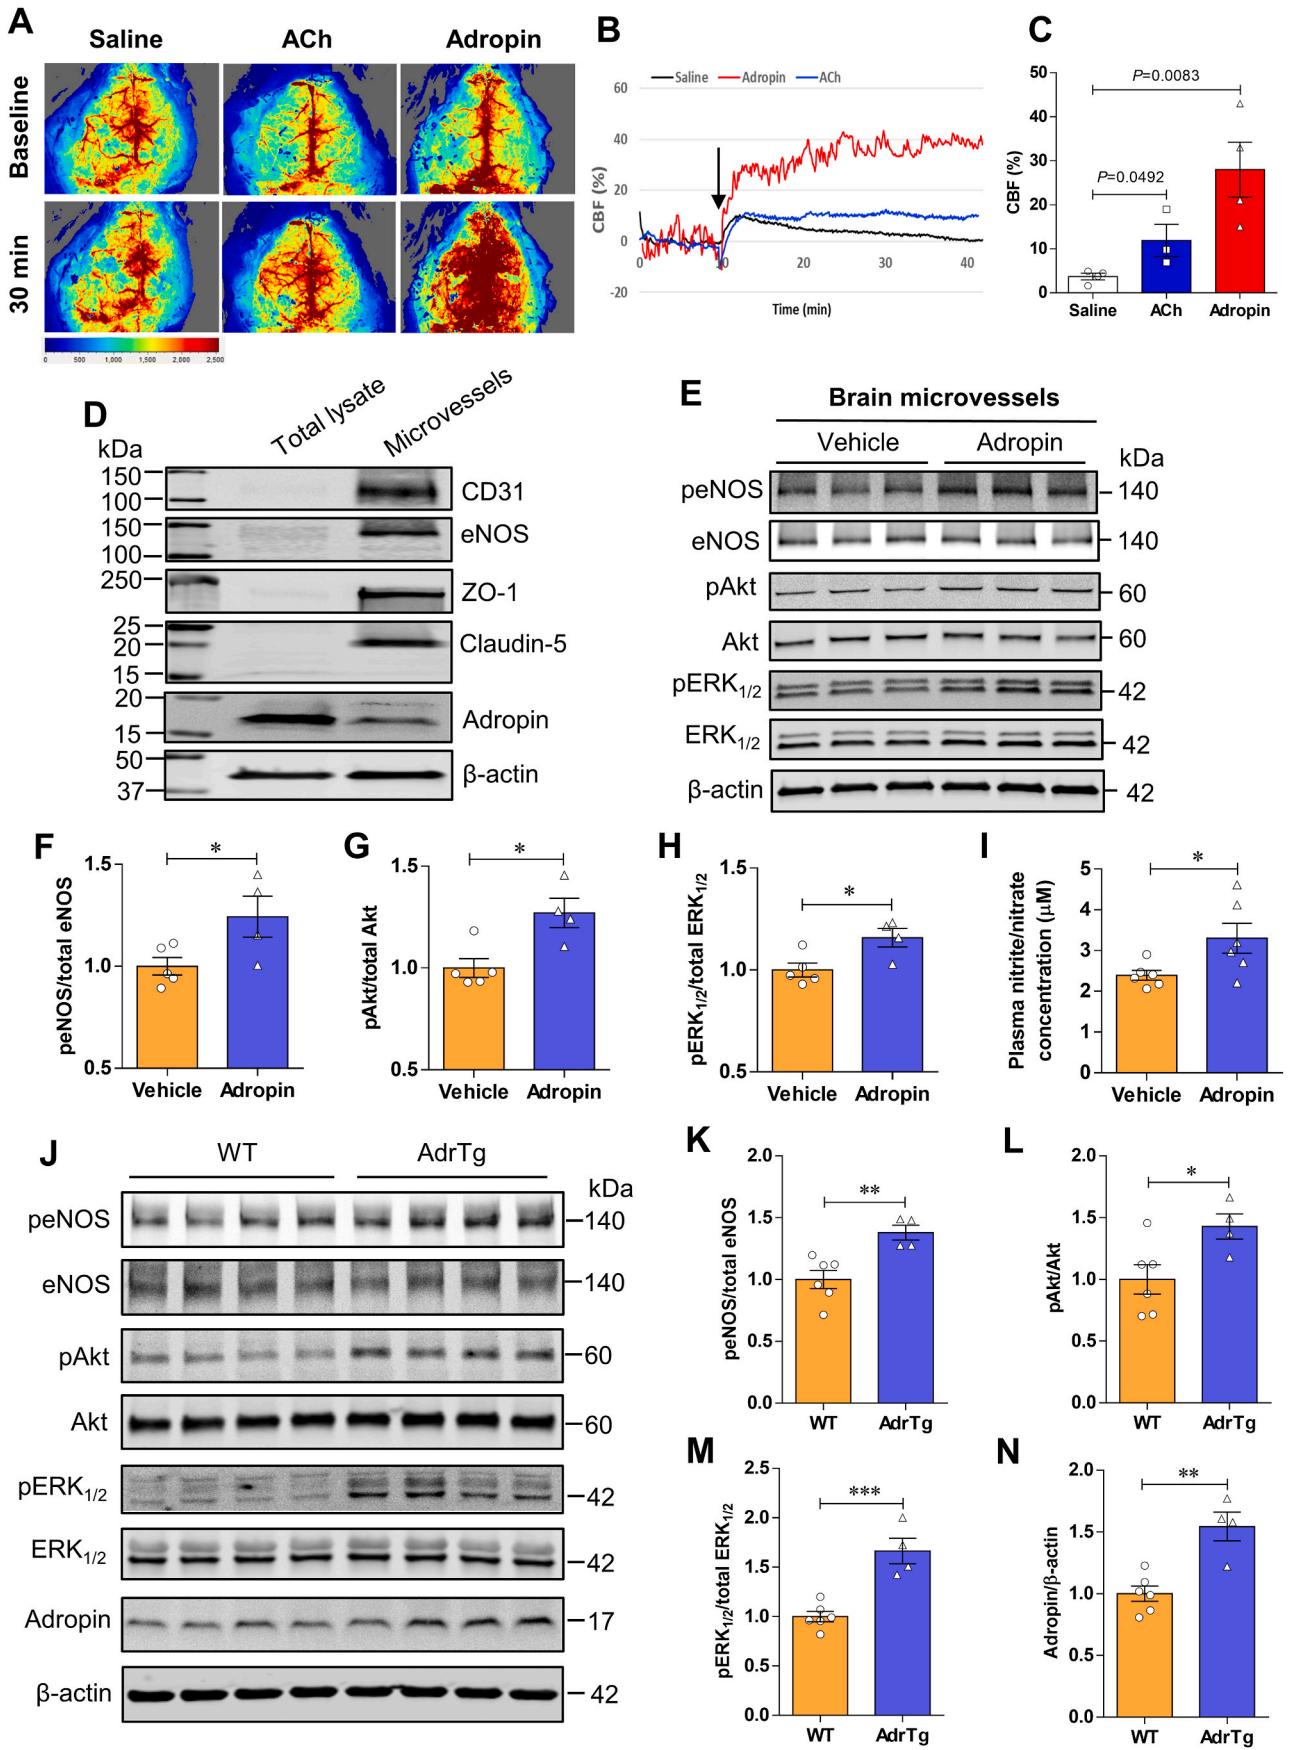 A
Saline
ACh
Adropin
Baseline
30 min
0 500 1,000 1,500 2,000 2,500
B
Saline Adropin ACh
CBF (%)
60
40
20
0
-20
0 10 20 30 40
Time (min)
C
CBF (%)
50
40
30
20
10
0
P=0.0083
P=0.0492
Saline ACh Adropin
D
kDa
Total lysate
Microvessels
150
100
CD31
150
100
eNOS
250
ZO-1
25
20
15
Claudin-5
20
15
Adropin
50
37
β-actin
E
Brain microvessels
Vehicle Adropin
kDa
peNOS 140
eNOS 140
pAkt 60
Akt 60
pERK1/2 42
ERK1/2 42
β-actin 42
F
peNOS/total eNOS
1.5
1.0
0.5
*
Vehicle Adropin
G
pAkt/total Akt
1.5
1.0
0.5
*
Vehicle Adropin
H
pERK1/2/total ERK1/2
1.5
1.0
0.5
*
Vehicle Adropin
I
Plasma nitrite/nitrate
concentration (μM)
5
4
3
2
1
0
*
Vehicle Adropin
J
WT AdrTg
kDa
peNOS 140
eNOS 140
pAkt 60
Akt 60
pERK1/2 42
ERK1/2 42
Adropin 17
β-actin 42
K
peNOS/total eNOS
2.0
1.5
1.0
0.5
0.0
**
WT AdrTg
L
pAkt/Akt
2.0
1.5
1.0
0.5
0.0
*
WT AdrTg
M
pERK1/2/total ERK1/2
2.5
2.0
1.5
1.0
0.5
0.0
***
WT AdrTg
N
Adropin/β-actin
2.0
1.5
1.0
0.5
0.0
**
WT AdrTg